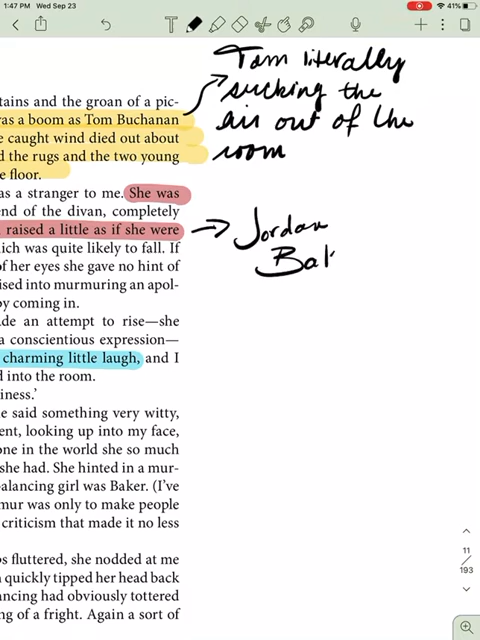 1:47 PM Wed Sep 23
41%
Tom literally
sucking the
air out of the
room
tains and the groan of a pic-
was a boom as Tom Buchanan
e caught wind died out about
d the rugs and the two young
e floor.
as a stranger to me. She was
end of the divan, completely
raised a little as if she were
hich was quite likely to fall. If
of her eyes she gave no hint of
rised into murmuring an apol-
by coming in.
ade an attempt to rise—she
a conscientious expression—
charming little laugh, and I
d into the room.
iness.'
e said something very witty,
ent, looking up into my face,
one in the world she so much
she had. She hinted in a mur-
alancing girl was Baker. (I've
mur was only to make people
criticism that made it no less
ps fluttered, she nodded at me
n quickly tipped her head back
ancing had obviously tottered
ng of a fright. Again a sort of
Jordan
Bak
11
193